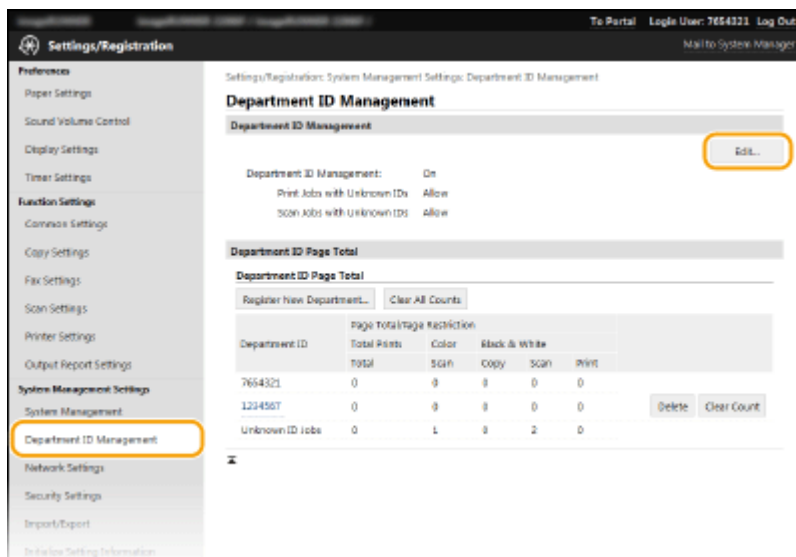 To Portal Login User: 7654321 Log Out
Settings/Registration
Mail to System Manager
Preferences
Paper Settings
Sound Volume Control
Display Settings
Timer Settings
Function Settings
Common Settings
Copy Settings
Fax Settings
Scan Settings
Printer Settings
Output Report Settings
System Management Settings
System Management
Department ID Management
Network Settings
Security Settings
Import/Export
Initialize Setting Information
Settings/Registration: System Management Settings: Department ID Management
Department ID Management
Department ID Management
Edit...
Department ID Management: On
Print Jobs with Unknown IDs Allow
Scan Jobs with Unknown IDs Allow
Department ID Page Total
Department ID Page Total
Register New Department... Clear All Counts
Page Total/Page Restriction
Department ID Total Prints Color Black & White
Total Scan Copy Scan Print
7654321 0 0 0 0 0
1234567 0 0 0 0 0 Delete Clear Count
Unknown ID Jobs 0 1 0 2 0